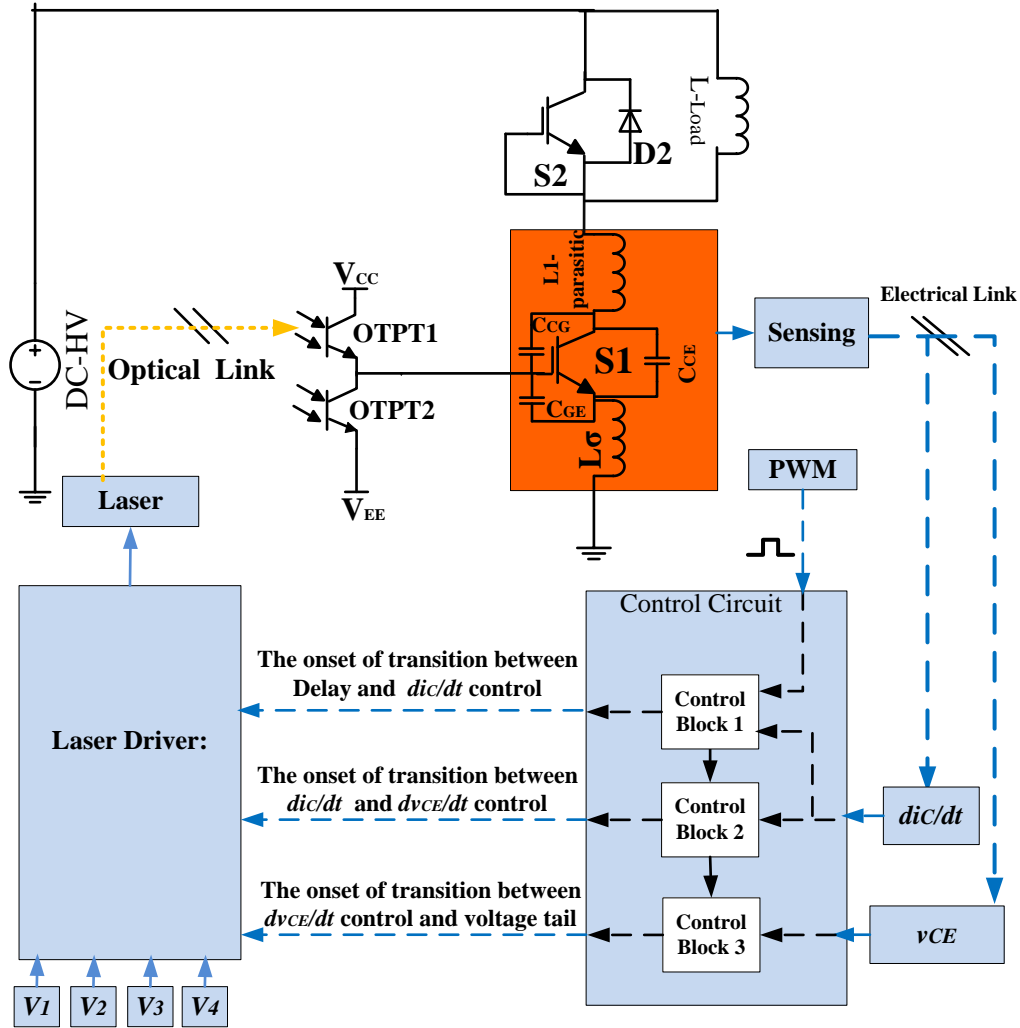 L-Load
D2
S2
L1-
parasitic
VCC
Electrical Link
OTPT1
CCG
Sensing
DC-HV
Optical Link
S1
CCE
OTPT2
CGE
Lσ
PWM
Laser
VEE
Control Circuit
The onset of transition between
Delay and diC/dt control
Control
Block 1
Laser Driver:
The onset of transition between
diC/dt and dvCE/dt control
Control
Block 2
diC/dt
The onset of transition between
dvCE/dt control and voltage tail
Control
Block 3
vCE
V1
V2
V3
V4